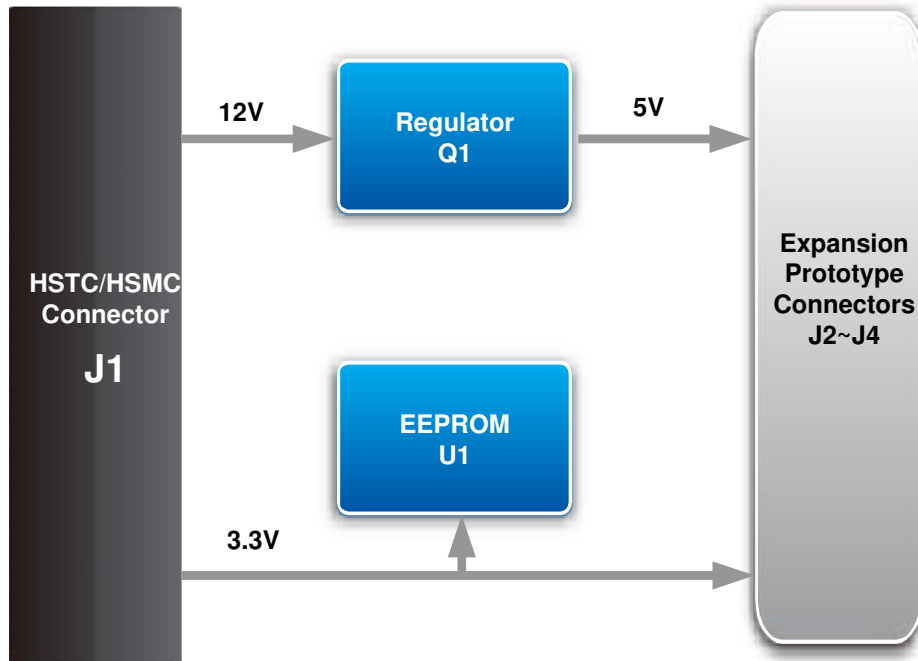 12V
Regulator
Q1
5V
HSTC/HSMC
Connector
J1
Expansion
Prototype
Connectors
J2~J4
EEPROM
U1
3.3V